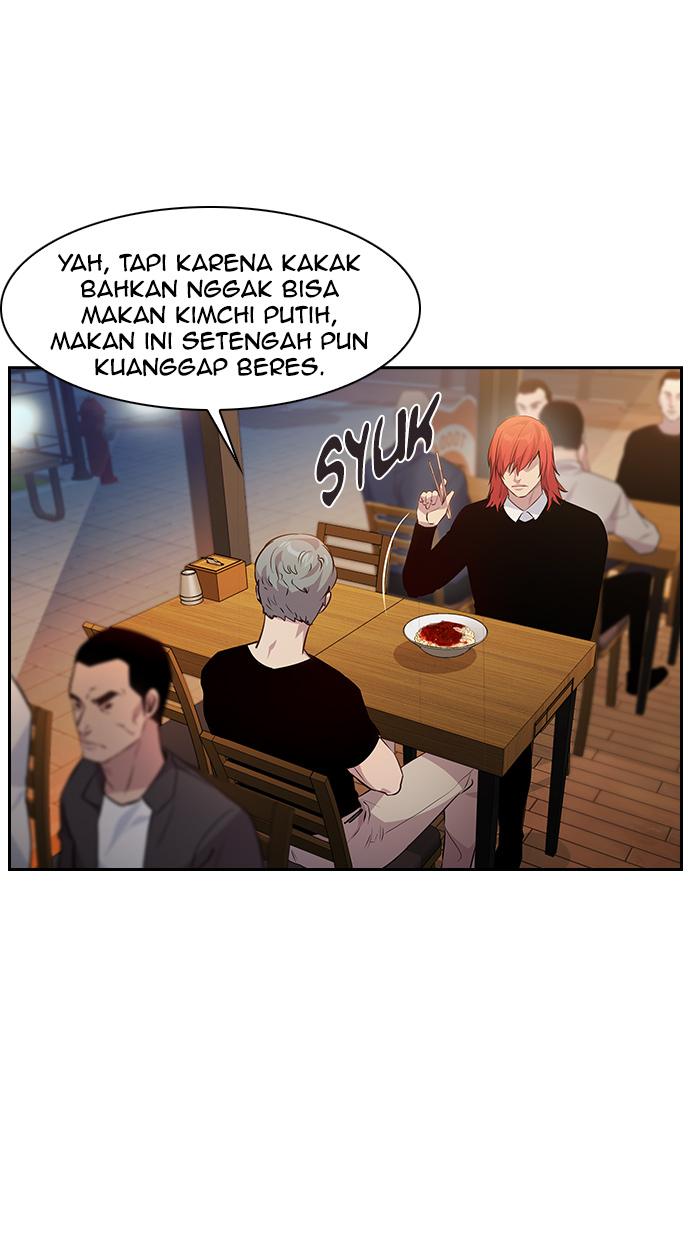 YAH, TAPI KARENA KAKAK
BAHKAN NGGAK BISA
MAKAN KIMCHI PUTIH,
MAKAN INI SETENGAH PUN
KUANGGAP BERES.
SYUK